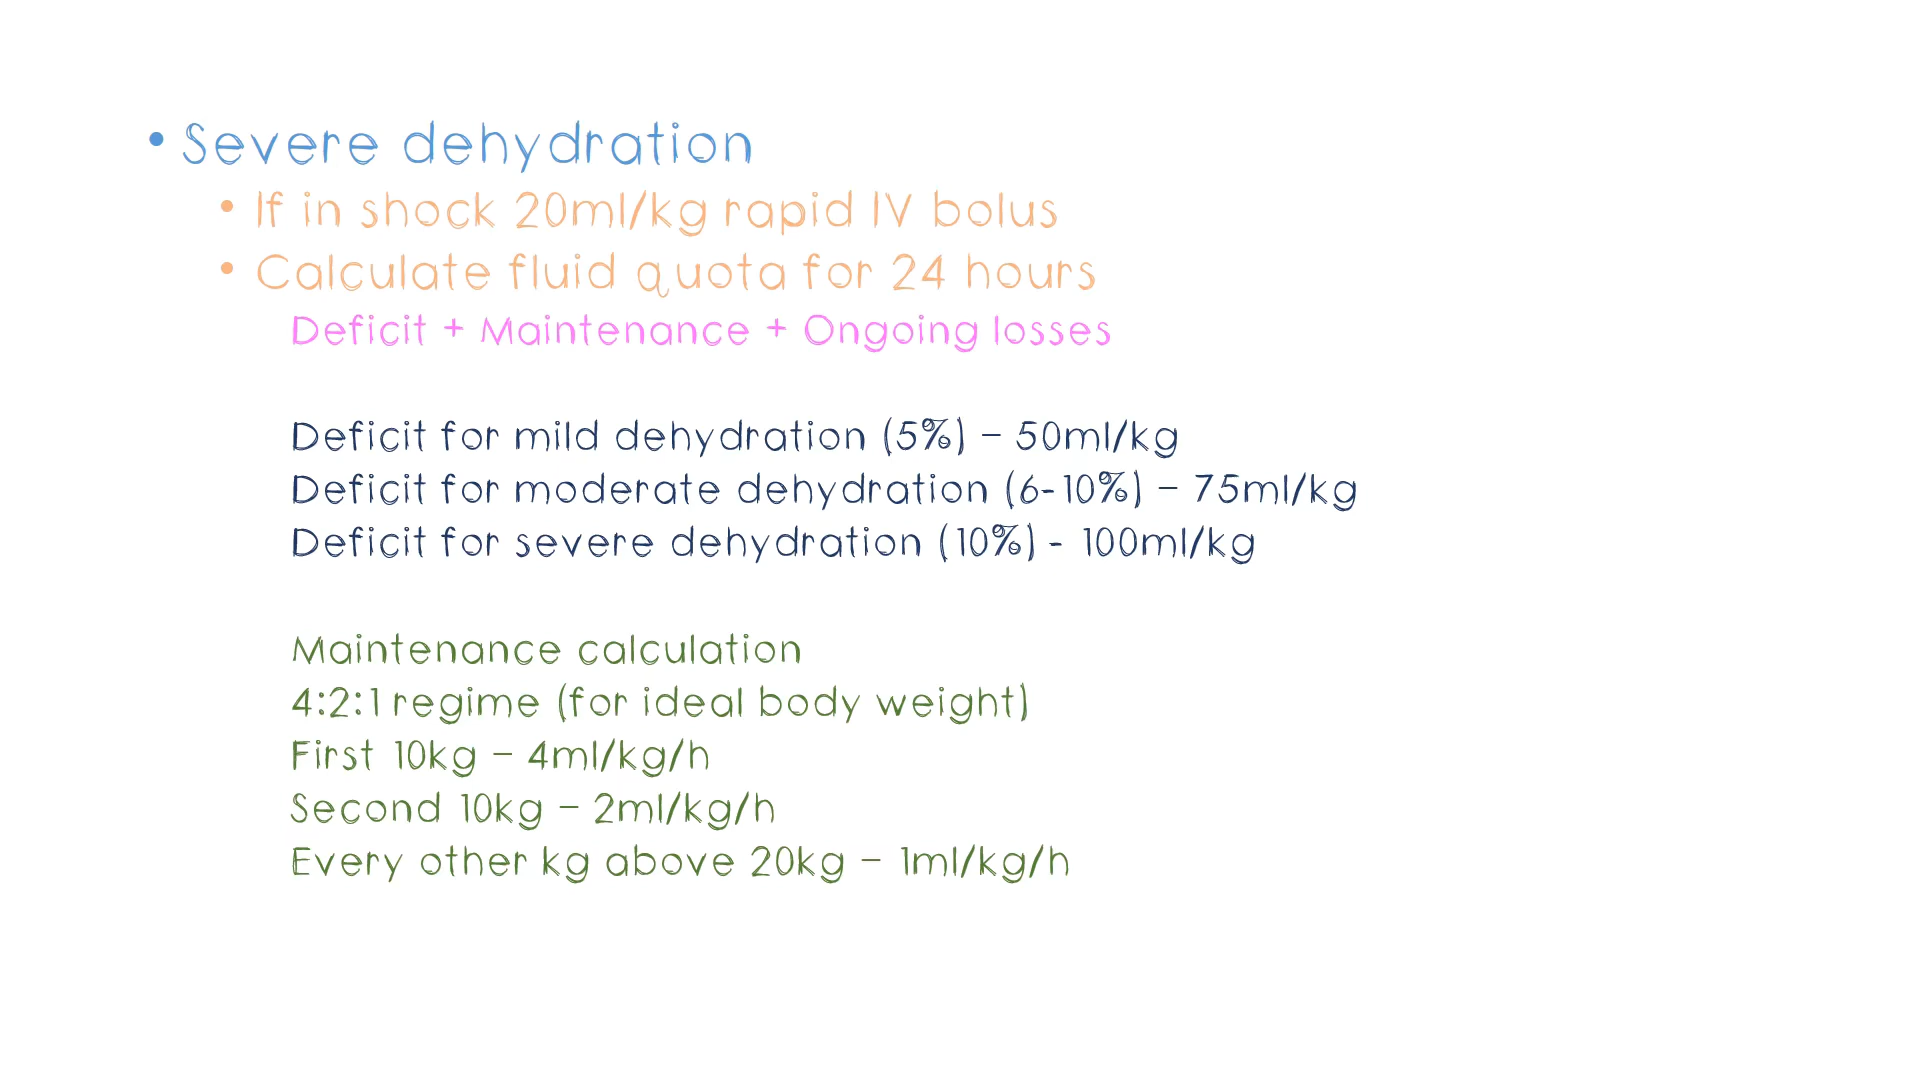 • Severe dehydration
• If in shock 20ml/kg rapid IV bolus
• Calculate fluid quota for 24 hours
Deficit + Maintenance + Ongoing losses
Deficit for mild dehydration (5%) – 50ml/kg
Deficit for moderate dehydration (6-10%) – 75ml/kg
Deficit for severe dehydration (10%) - 100ml/kg
Maintenance calculation
4:2:1 regime (for ideal body weight)
First 10kg – 4ml/kg/h
Second 10kg – 2ml/kg/h
Every other kg above 20kg – 1ml/kg/h